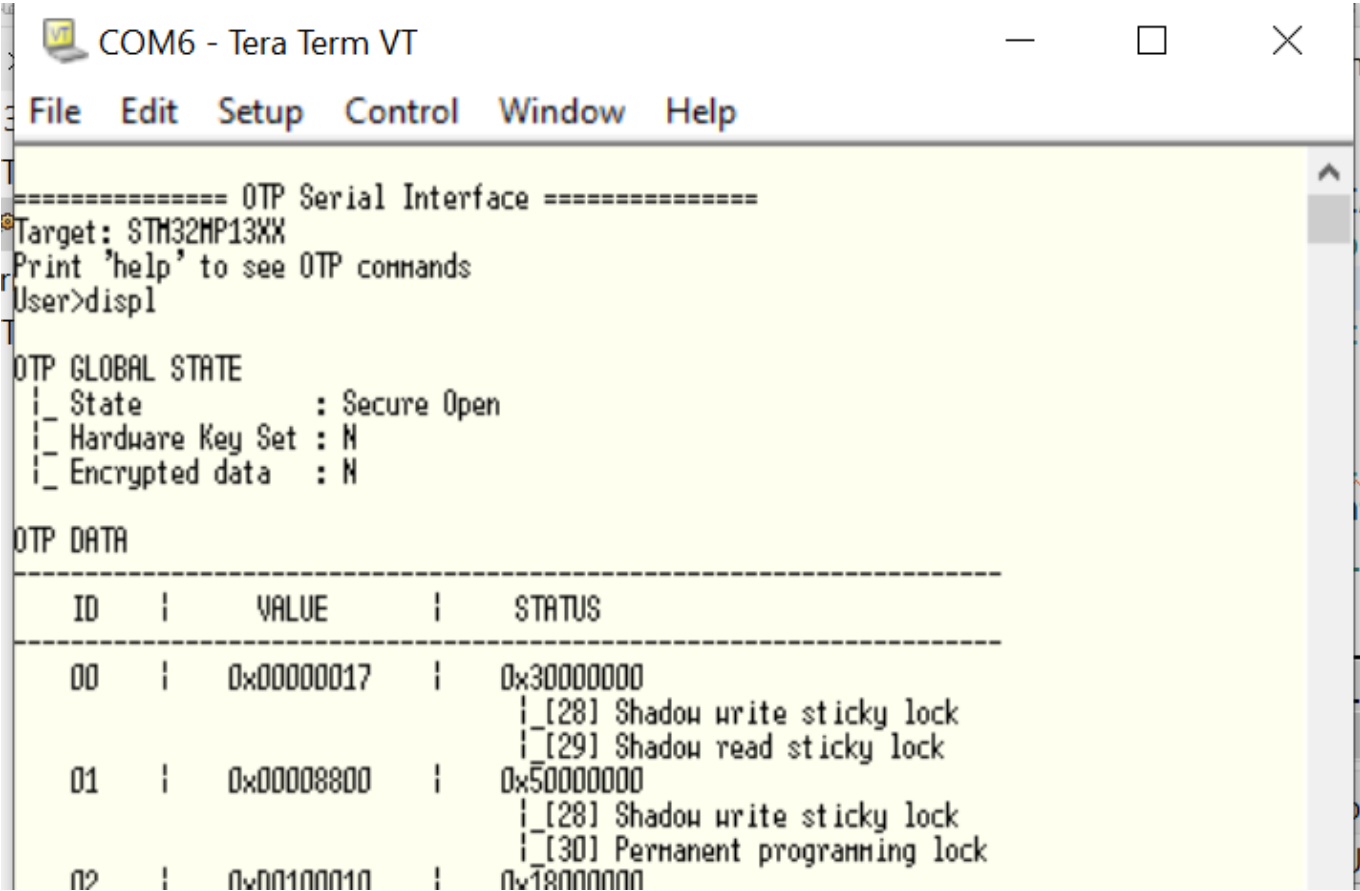 COM6 - Tera Term VT
File Edit Setup Control Window Help
=============== OTP Serial Interface ===============
Target: STM32MP13XX
Print 'help' to see OTP commands
User>displ
OTP GLOBAL STATE
¦_ State : Secure Open
¦_ Hardware Key Set : N
¦_ Encrypted data : N
OTP DATA
---------------------------------------------------------------------
ID ¦ VALUE ¦ STATUS
---------------------------------------------------------------------
00 ¦ 0x00000017 ¦ 0x30000000
¦_[28] Shadow write sticky lock
¦_[29] Shadow read sticky lock
01 ¦ 0x00008800 ¦ 0x50000000
¦_[28] Shadow write sticky lock
¦_[30] Permanent programming lock
02 ¦ 0xD0100010 ¦ 0x18000000